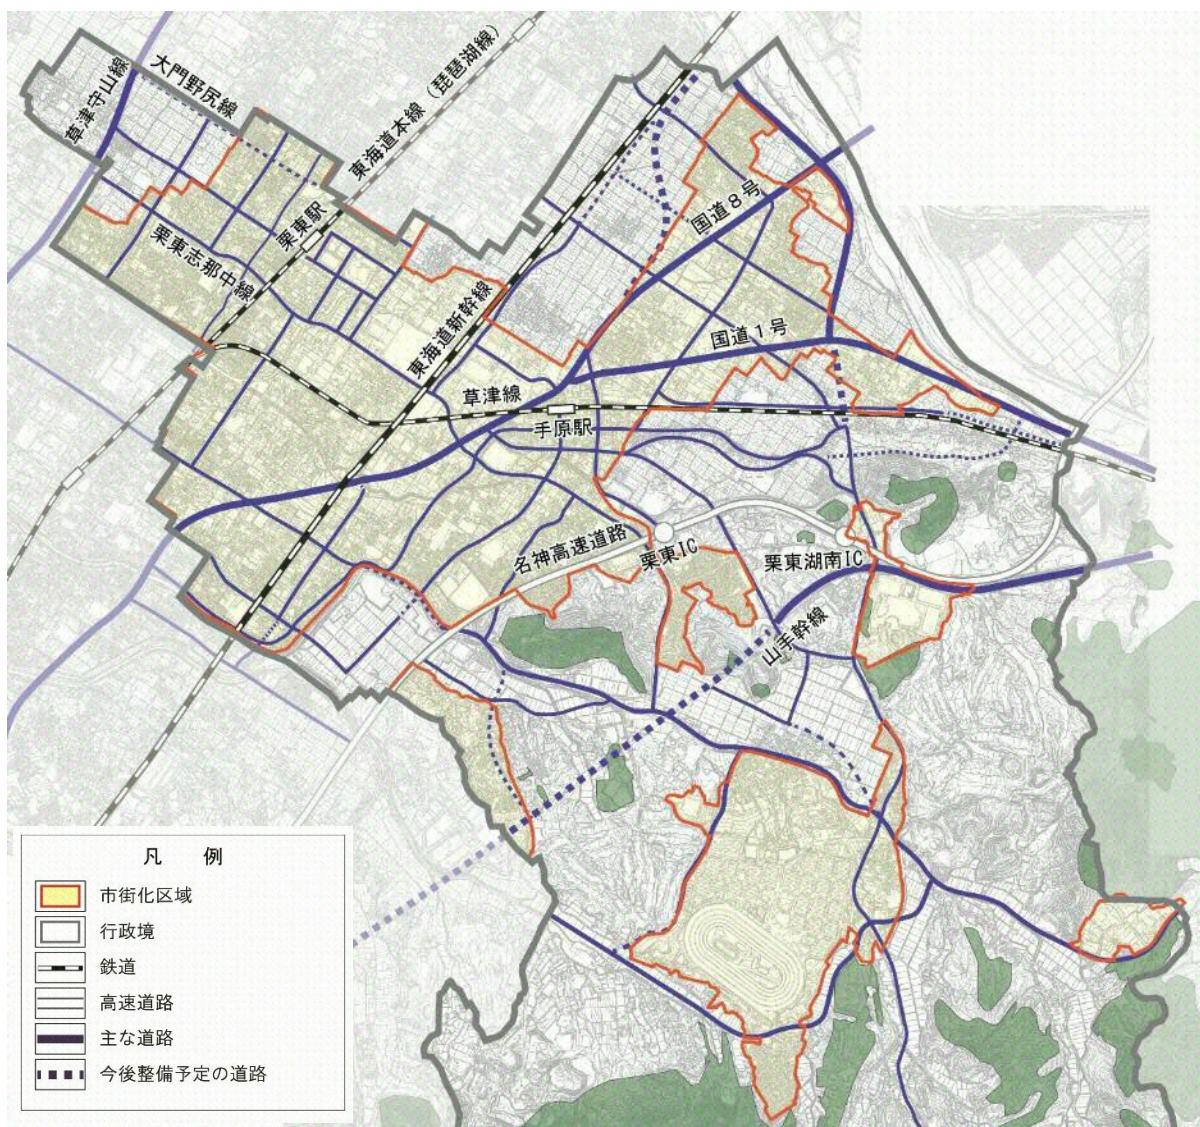 草津守山線
大門野尻線
東海道本線（琵琶湖線）
栗東駅
栗東志那中線
東海道新幹線
国道８号
国道１号
草津線
手原駅
名神高速道路
栗東IC
栗東湖南IC
山手幹線
凡 例
市街化区域
行政境
鉄道
高速道路
主な道路
今後整備予定の道路